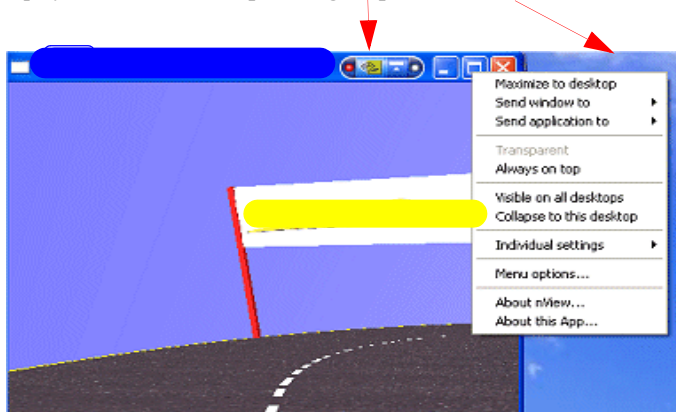 Maximize to desktop
Send window to
Send application to
Transparent
Always on top
Visible on all desktops
Collapse to this desktop
Individual settings
Menu options...
About nView...
About this App...